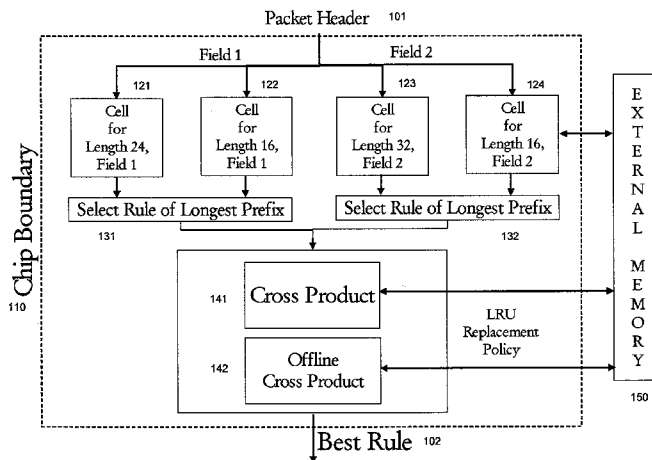 Packet Header 101
Field 1
Field 2
121
122
123
124
Cell
for
Length 24,
Field 1
Cell
for
Length 16,
Field 1
Cell
for
Length 32,
Field 2
Cell
for
Length 16,
Field 2
Select Rule of Longest Prefix
Select Rule of Longest Prefix
131
132
Chip Boundary
110
141
Cross Product
142
Offline
Cross Product
LRU
Replacement
Policy
EXTERNAL MEMORY
150
Best Rule 102